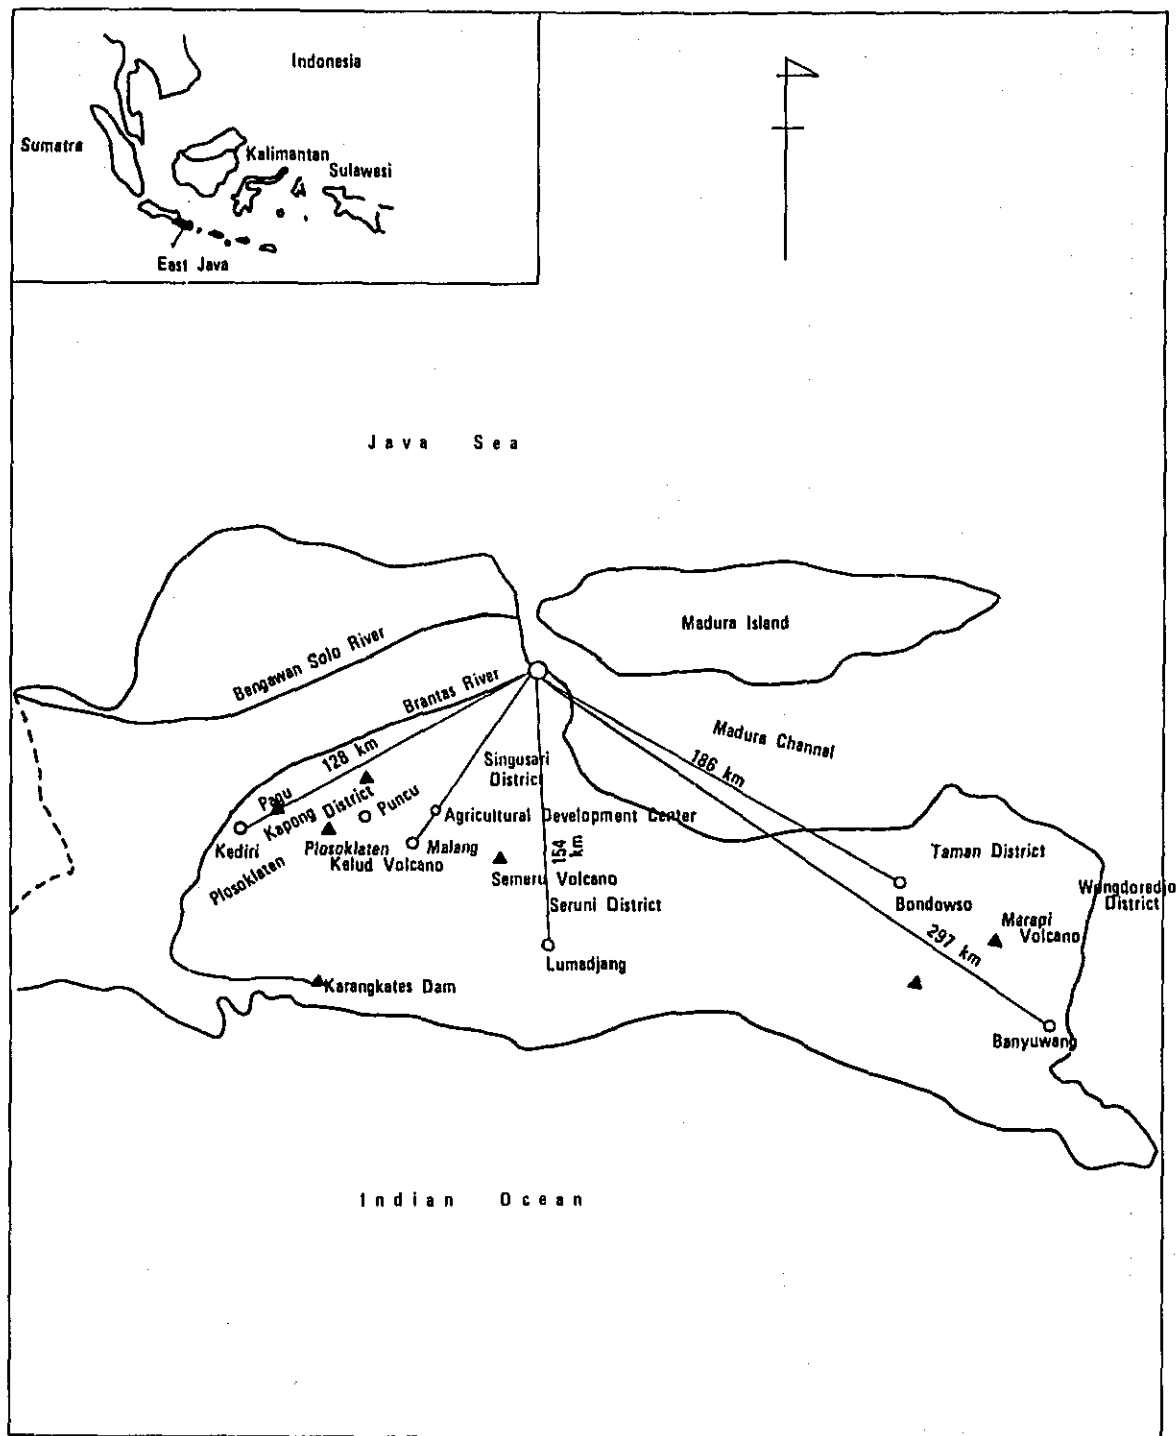 Indonesia
Sumatra
Kalimantan
Sulawesi
East Java
Java Sea
Madura Island
Bengawan Solo River
Brantas River
Madura Channel
128 km
186 km
Singusari
District
Pagu
Kapong District
Puncu
Agricultural Development Center
Kediri
Plosoklaten
Malang
Kelud Volcano
Plosoklaten
154
km
Semeru Volcano
Taman District
Wongdoredjo
District
Seruni District
Bondowso
Marapi
Volcano
297 km
Lumadjang
Karangkates Dam
Banyuwang
Indian Ocean